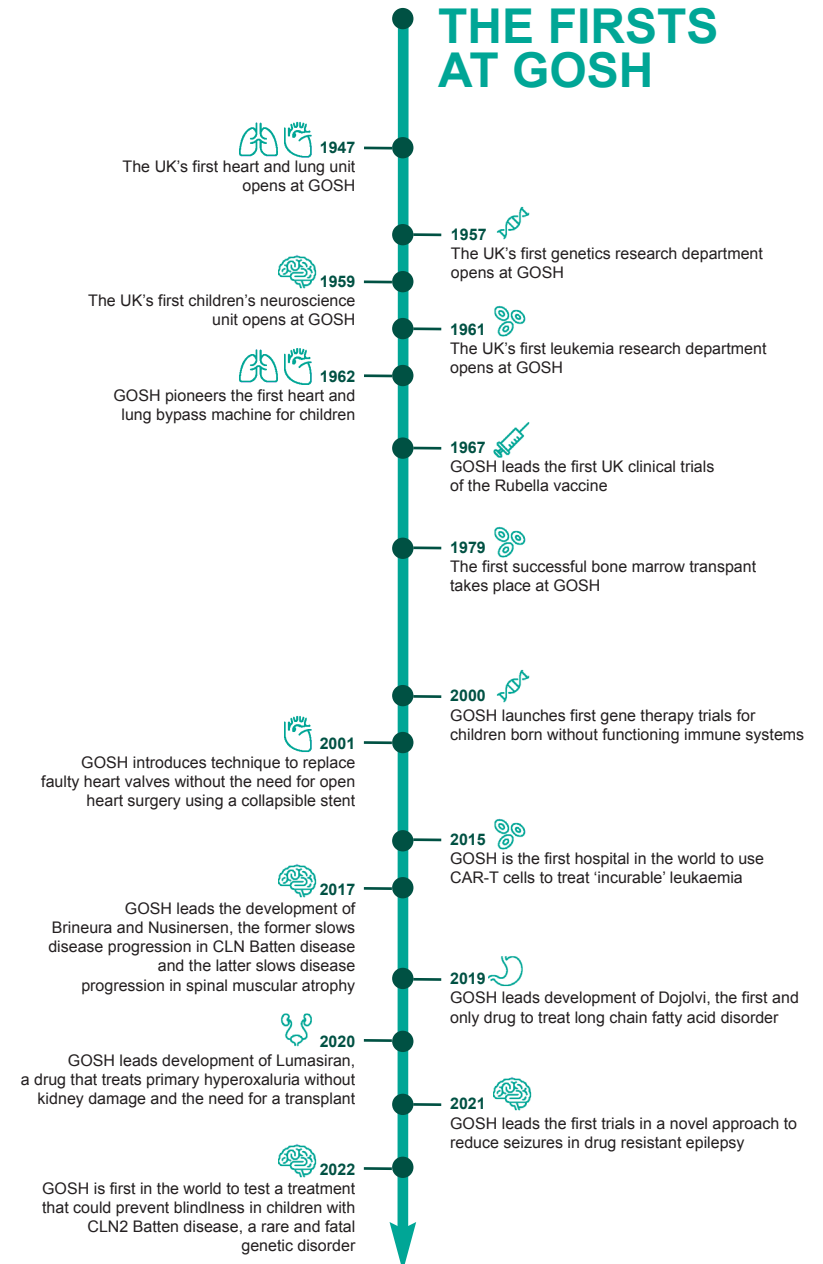 THE FIRSTS
AT GOSH
1947
The UK's first heart and lung unit
opens at GOSH
1957
The UK's first genetics research department
opens at GOSH
1959
The UK's first children's neuroscience
unit opens at GOSH
1961
The UK's first leukemia research department
opens at GOSH
1962
GOSH pioneers the first heart and
lung bypass machine for children
1967
GOSH leads the first UK clinical trials
of the Rubella vaccine
1979
The first successful bone marrow transpant
takes place at GOSH
2000
GOSH launches first gene therapy trials for
children born without functioning immune systems
2001
GOSH introduces technique to replace
faulty heart valves without the need for open
heart surgery using a collapsible stent
2015
GOSH is the first hospital in the world to use
CAR-T cells to treat ‘incurable’ leukaemia
2017
GOSH leads the development of
Brineura and Nusinersen, the former slows
disease progression in CLN Batten disease
and the latter slows disease
progression in spinal muscular atrophy
2019
GOSH leads development of Dojolvi, the first and
only drug to treat long chain fatty acid disorder
2020
GOSH leads development of Lumasiran,
a drug that treats primary hyperoxaluria without
kidney damage and the need for a transplant
2021
GOSH leads the first trials in a novel approach to
reduce seizures in drug resistant epilepsy
2022
GOSH is first in the world to test a treatment
that could prevent blindlness in children with
CLN2 Batten disease, a rare and fatal
genetic disorder